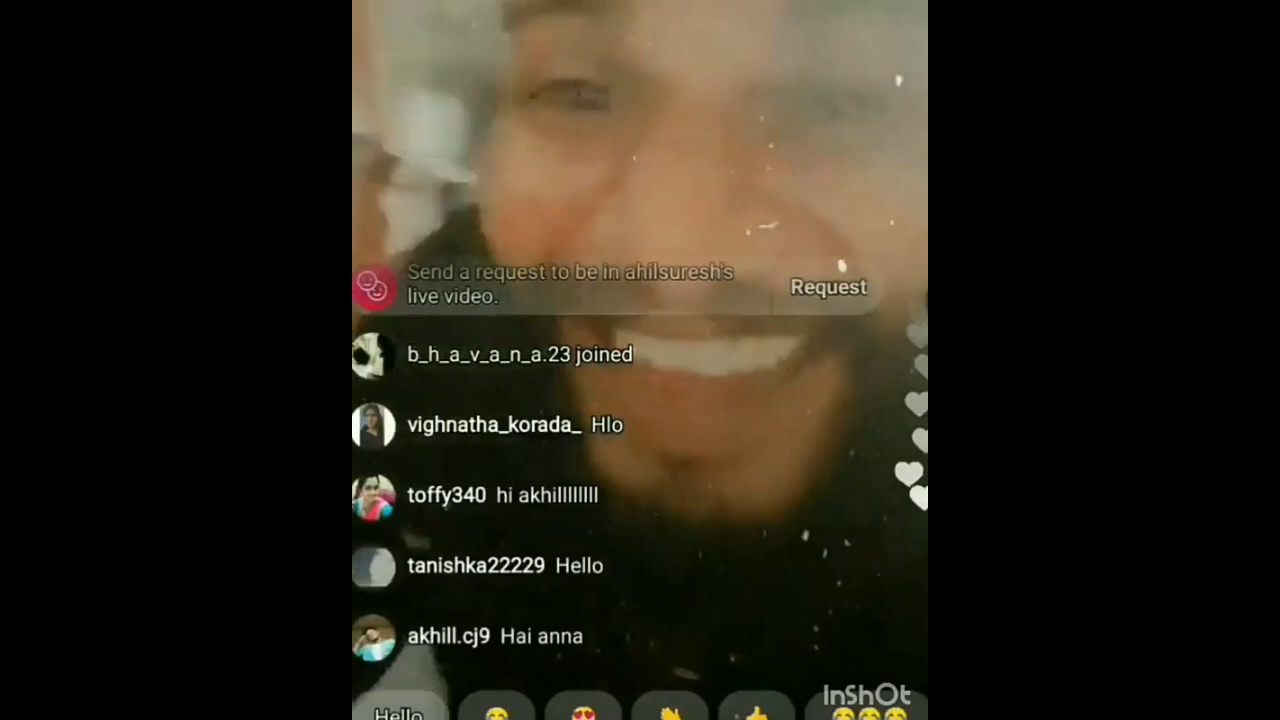 Send a request to be in ahilsuresh's
live video.
Request
b_h_a_v_a_n_a.23 joined
vighnatha_korada_ Hlo
toffy340 hi akhillllllll
tanishka22229 Hello
akhill.cj9 Hai anna
InShOt
Hello